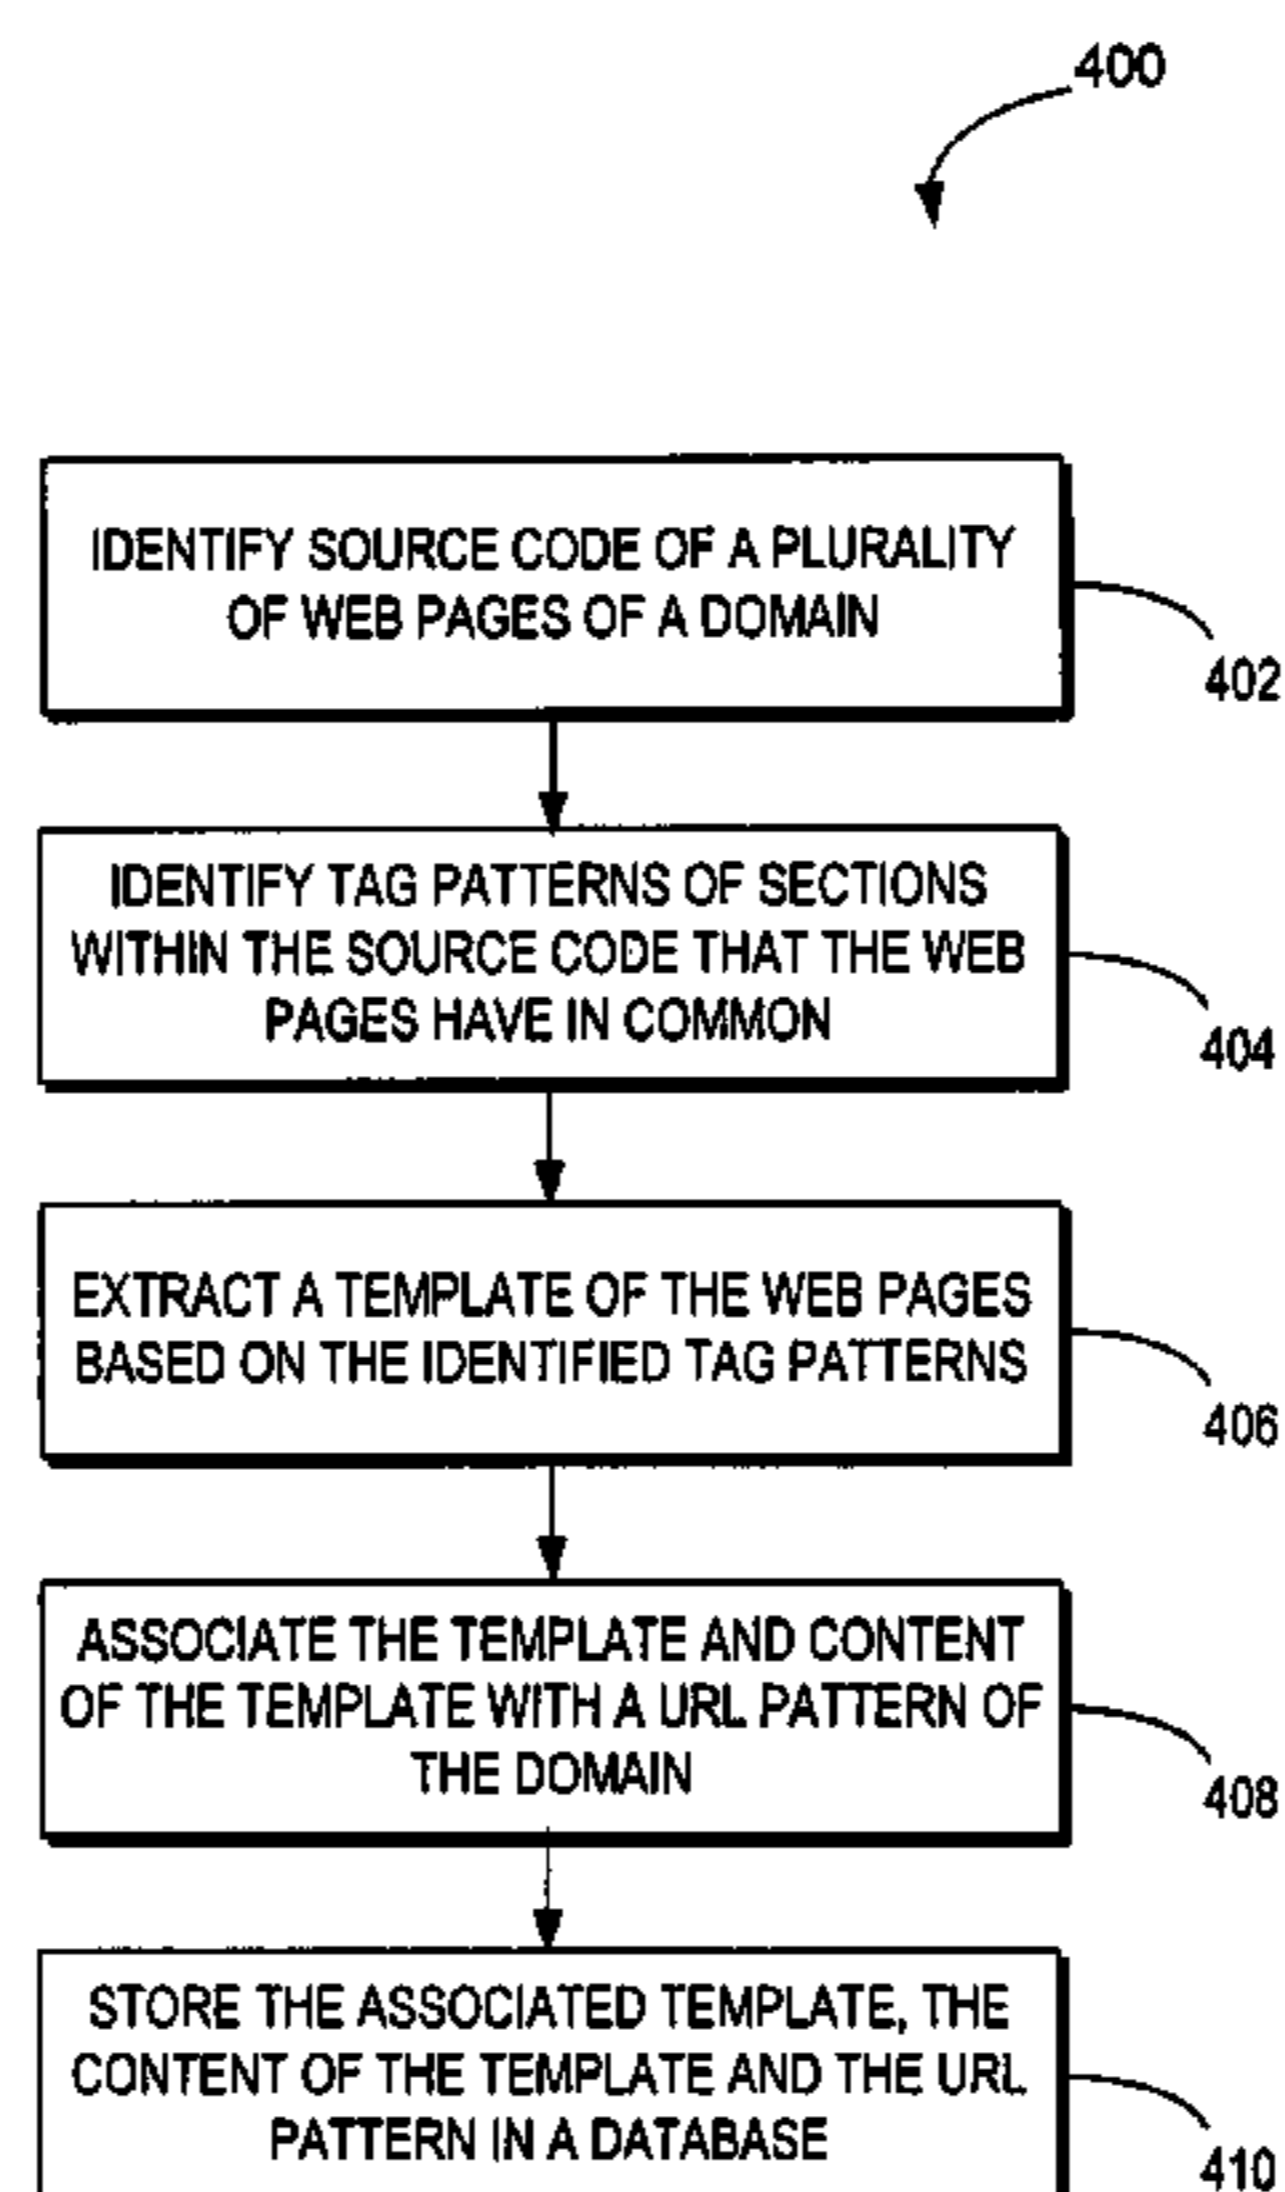 400
IDENTIFY SOURCE CODE OF A PLURALITY
OF WEB PAGES OF A DOMAIN
402
IDENTIFY TAG PATTERNS OF SECTIONS
WITHIN THE SOURCE CODE THAT THE WEB
PAGES HAVE IN COMMON
404
EXTRACT A TEMPLATE OF THE WEB PAGES
BASED ON THE IDENTIFIED TAG PATTERNS
406
ASSOCIATE THE TEMPLATE AND CONTENT
OF THE TEMPLATE WITH A URL PATTERN OF
THE DOMAIN
408
STORE THE ASSOCIATED TEMPLATE, THE
CONTENT OF THE TEMPLATE AND THE URL
PATTERN IN A DATABASE
410